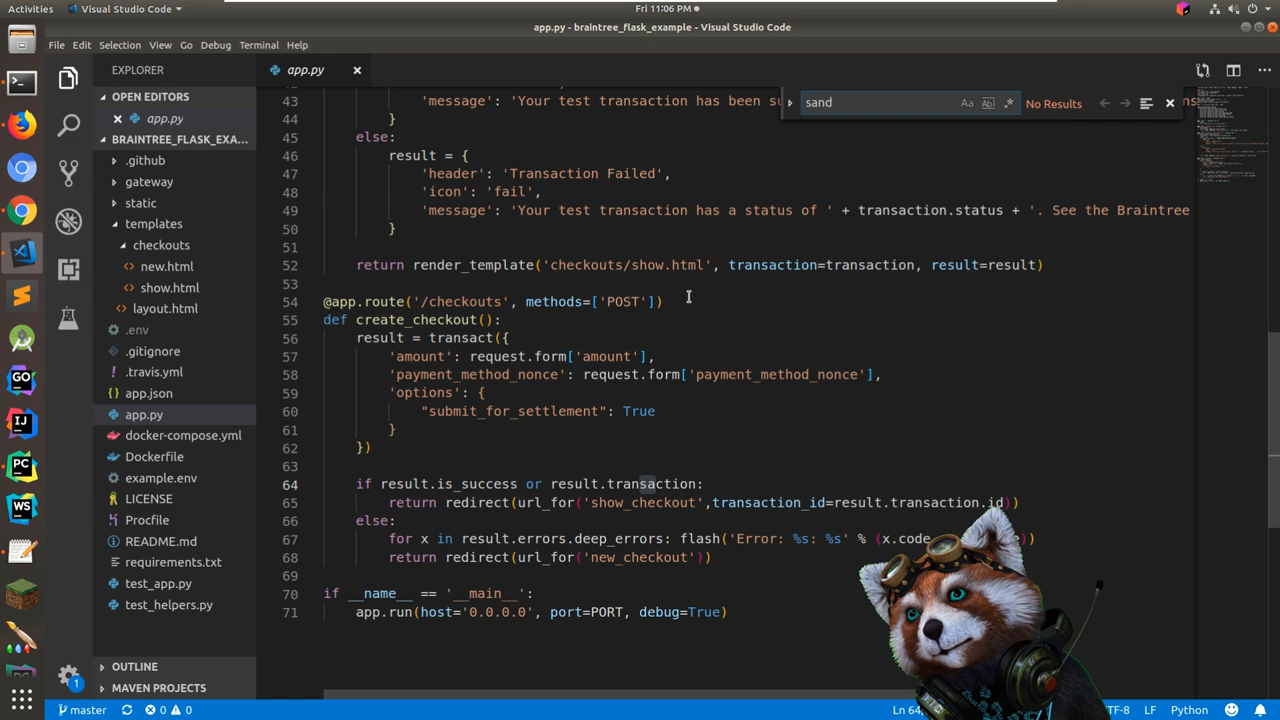 Activities
Visual Studio Code
Fri 11:06 PM
app.py - braintree_flask_example - Visual Studio Code
File Edit Selection View Go Debug Terminal Help
EXPLORER
OPEN EDITORS
app.py
BRAINTREE_FLASK_EXA...
.github
gateway
static
templates
checkouts
new.html
show.html
layout.html
.env
.gitignore
.travis.yml
app.json
app.py
docker-compose.yml
Dockerfile
example.env
LICENSE
Procfile
README.md
requirements.txt
test_app.py
test_helpers.py
OUTLINE
MAVEN PROJECTS
app.py
sand
Aa Abl .*
No Results
43 'message': 'Your test transaction has been
44 }
45 else:
46 result = {
47 'header': 'Transaction Failed',
48 'icon': 'fail',
49 'message': 'Your test transaction has a status of ' + transaction.status + '. See the Braintree
50 }
51
52 return render_template('checkouts/show.html', transaction=transaction, result=result)
53
54 @app.route('/checkouts', methods=['POST'])
55 def create_checkout():
56 result = transact({
57 'amount': request.form['amount'],
58 'payment_method_nonce': request.form['payment_method_nonce'],
59 'options': {
60 "submit_for_settlement": True
61 }
62 })
63
64 if result.is_success or result.transaction:
65 return redirect(url_for('show_checkout',transaction_id=result.transaction.id))
66 else:
67 for x in result.errors.deep_errors: flash('Error: %s: %s' % (x.code
68 return redirect(url_for('new_checkout'))
69
70 if __name__ == '__main__':
71 app.run(host='0.0.0.0', port=PORT, debug=True)
GO
IJ
PC
WS
1
master
0 0
Ln 64,
UTF-8
LF
Python